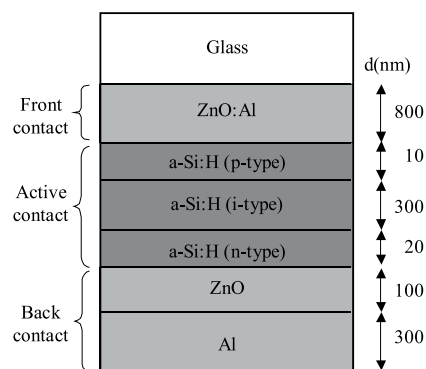 Glass
d(nm)
Front
contact
ZnO:Al
800
a-Si:H (p-type)
10
Active
contact
a-Si:H (i-type)
300
a-Si:H (n-type)
20
ZnO
100
Back
contact
Al
300